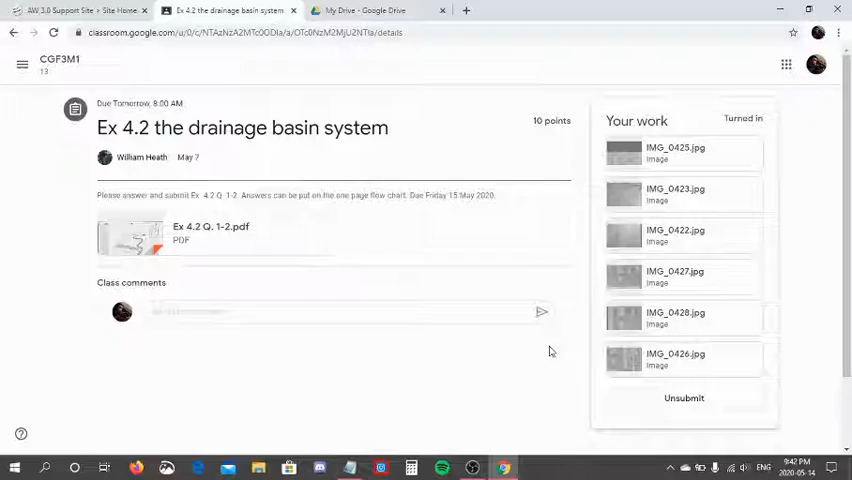 AW 3.0 Support Site > Site Home
Ex 4.2 the drainage basin system
My Drive - Google Drive
classroom.google.com/u/0/c/NTAzNzA2MTc0ODla/a/OTc0NzM2MjU2NTIa/details
CGF3M1
13
Due Tomorrow, 8:00 AM
Ex 4.2 the drainage basin system
10 points
William Heath May 7
Please answer and submit Ex 4.2 Q 1-2. Answers can be put on the one page flow chart. Due Friday 15 May 2020.
Ex 4.2 Q. 1-2.pdf
PDF
Class comments
Your work
Turned in
IMG_0425.jpg
Image
IMG_0423.jpg
Image
IMG_0422.jpg
Image
IMG_0427.jpg
Image
IMG_0428.jpg
Image
IMG_0426.jpg
Image
Unsubmit
ENG
9:42 PM
2020-05-14